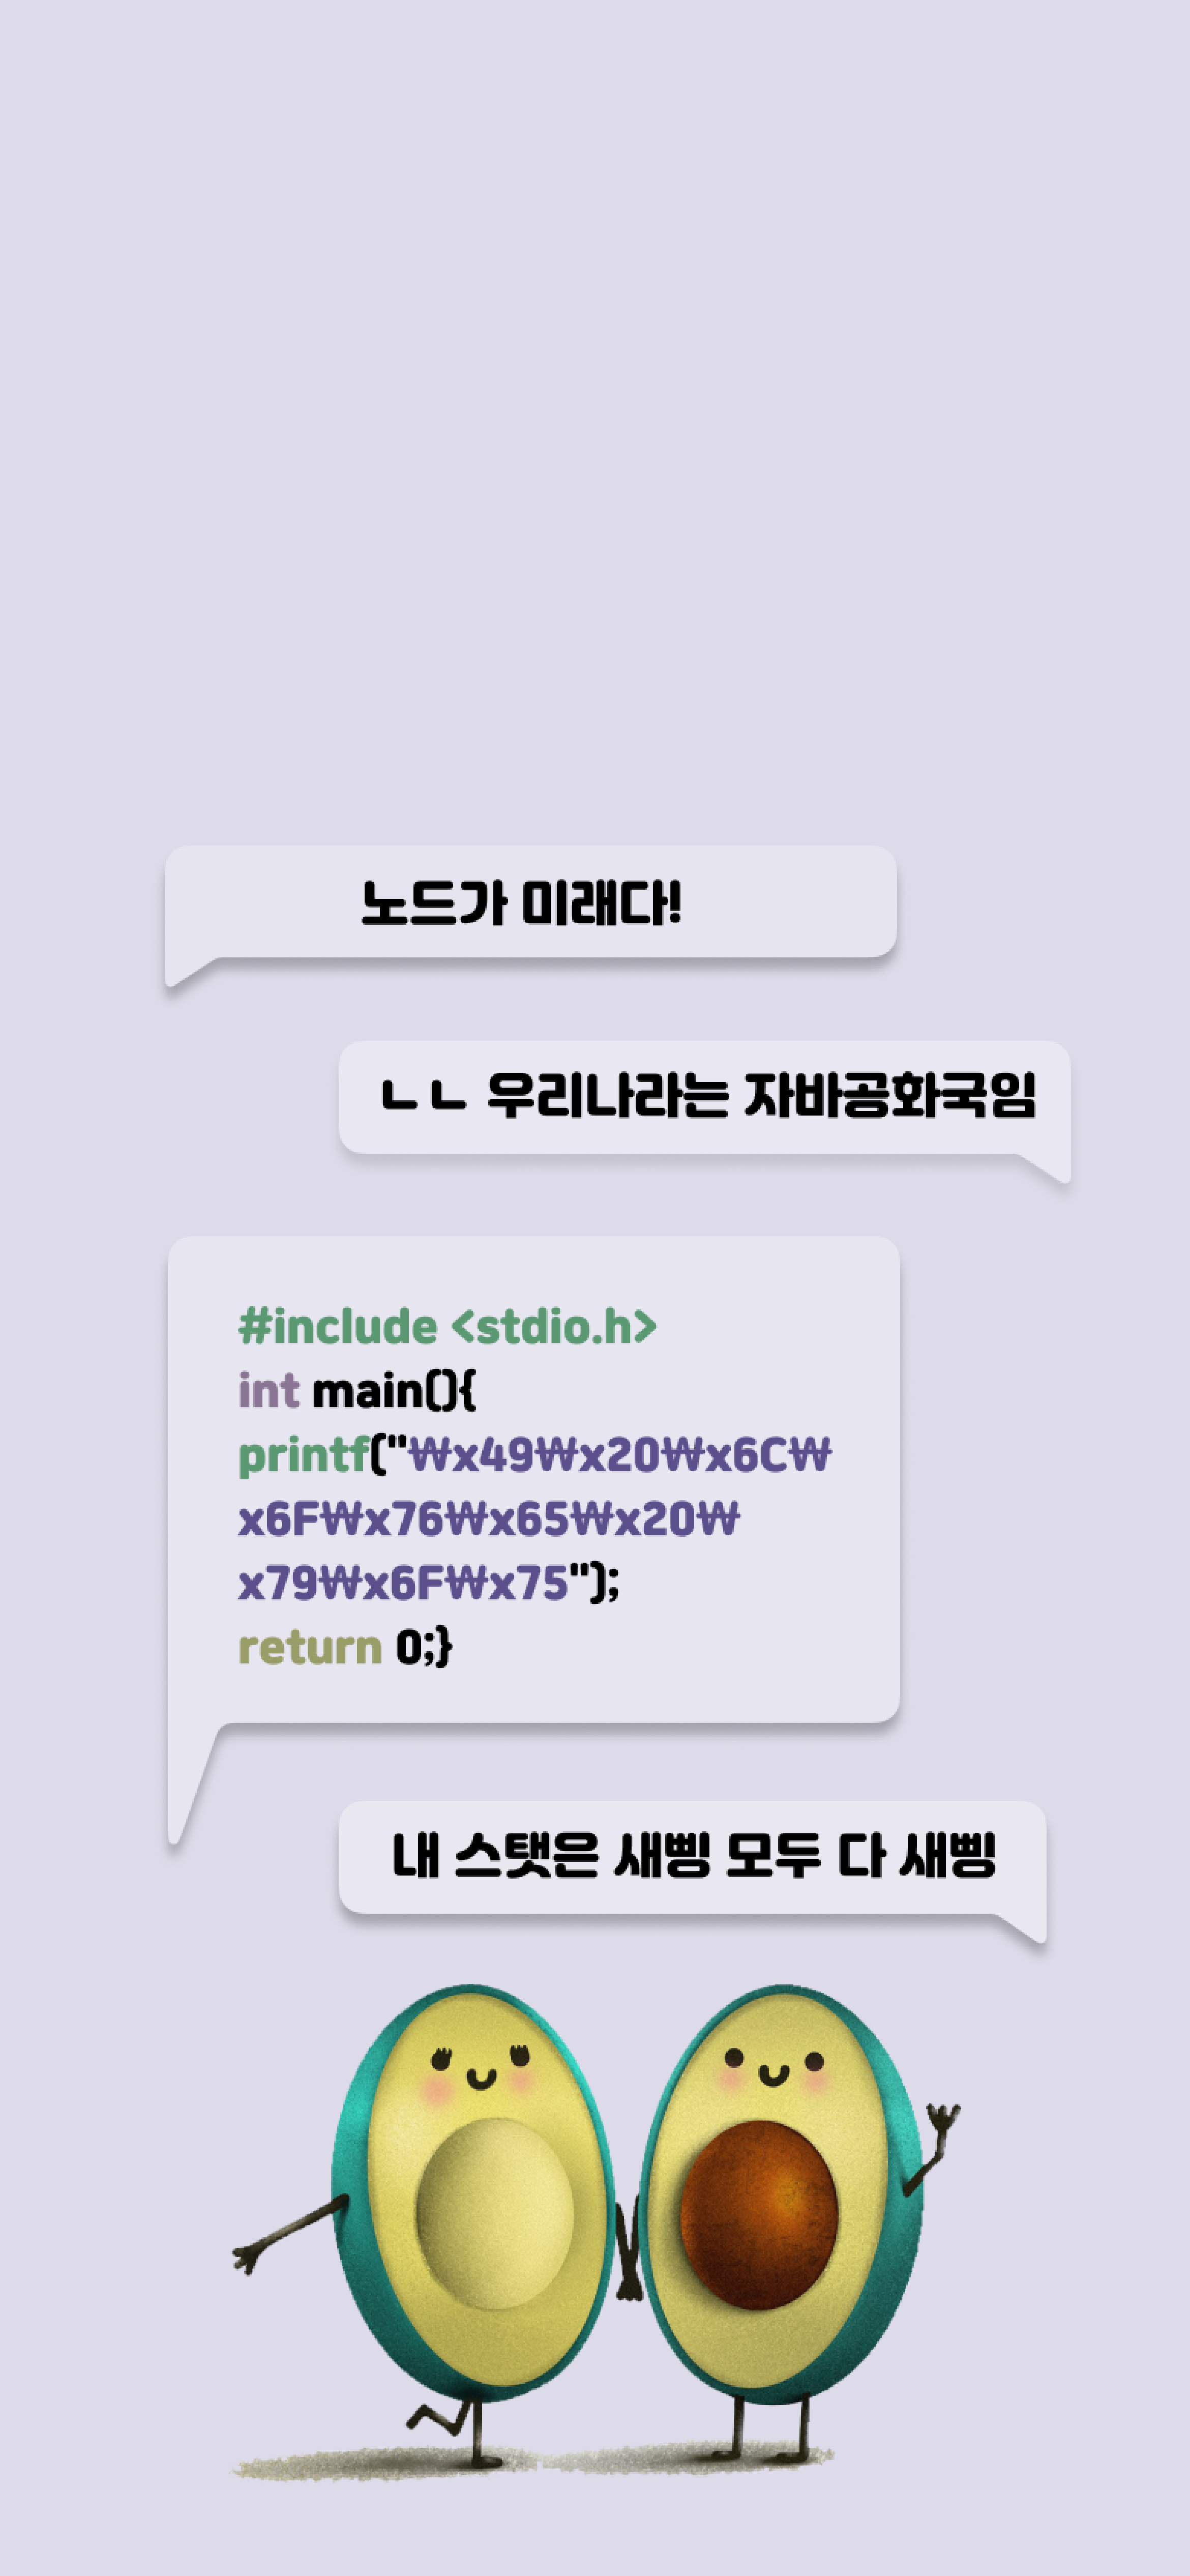 노드가 미래다!
ㄴㄴ 우리나라는 자바공화국임
#include <stdio.h>
int main(){
printf("₩x49₩x20₩x6C₩
x6F₩x76₩x65₩x20₩
x79₩x6F₩x75");
return 0;}
내 스탯은 새삥 모두 다 새삥